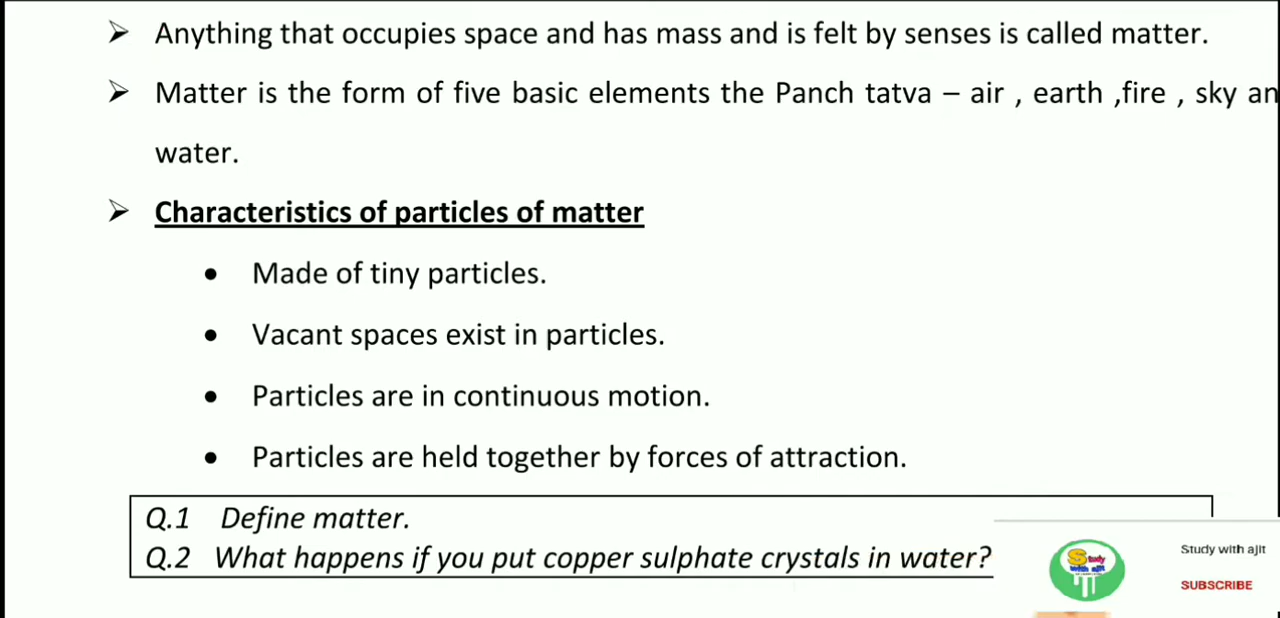 ➢ Anything that occupies space and has mass and is felt by senses is called matter.
➢ Matter is the form of five basic elements the Panch tatva – air , earth ,fire , sky an
water.
➢ Characteristics of particles of matter
• Made of tiny particles.
• Vacant spaces exist in particles.
• Particles are in continuous motion.
• Particles are held together by forces of attraction.
Q.1 Define matter.
Q.2 What happens if you put copper sulphate crystals in water?
Study with ajit
Study with ajit
SUBSCRIBE